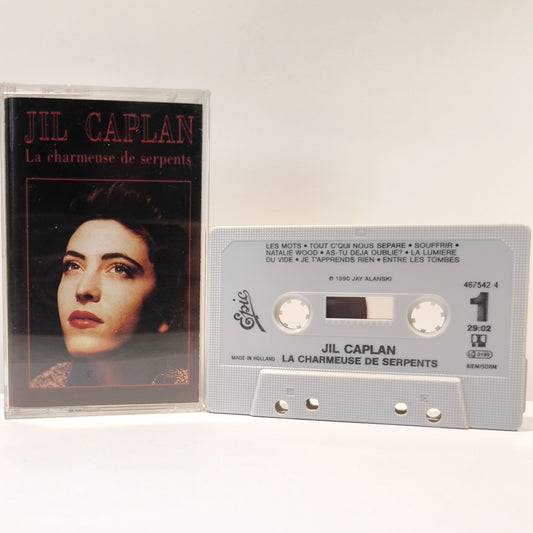 JIL CAPLAN
La charmeuse de serpents
LES MOTS • TOUT C'QUI NOUS SEPARE • SOUFFRIR •
NATALIE WOOD • AS-TU DEJA OUBLIE? • LA LUMIERE
DU VIDE • JE T'APPRENDS RIEN • ENTRE LES TOMBES
℗ 1990 JAY ALANSKI
467542 4
Epic
1
29:02
JIL CAPLAN
MADE IN HOLLAND
LA CHARMEUSE DE SERPENTS
LC 0199
BIEM/SDRM